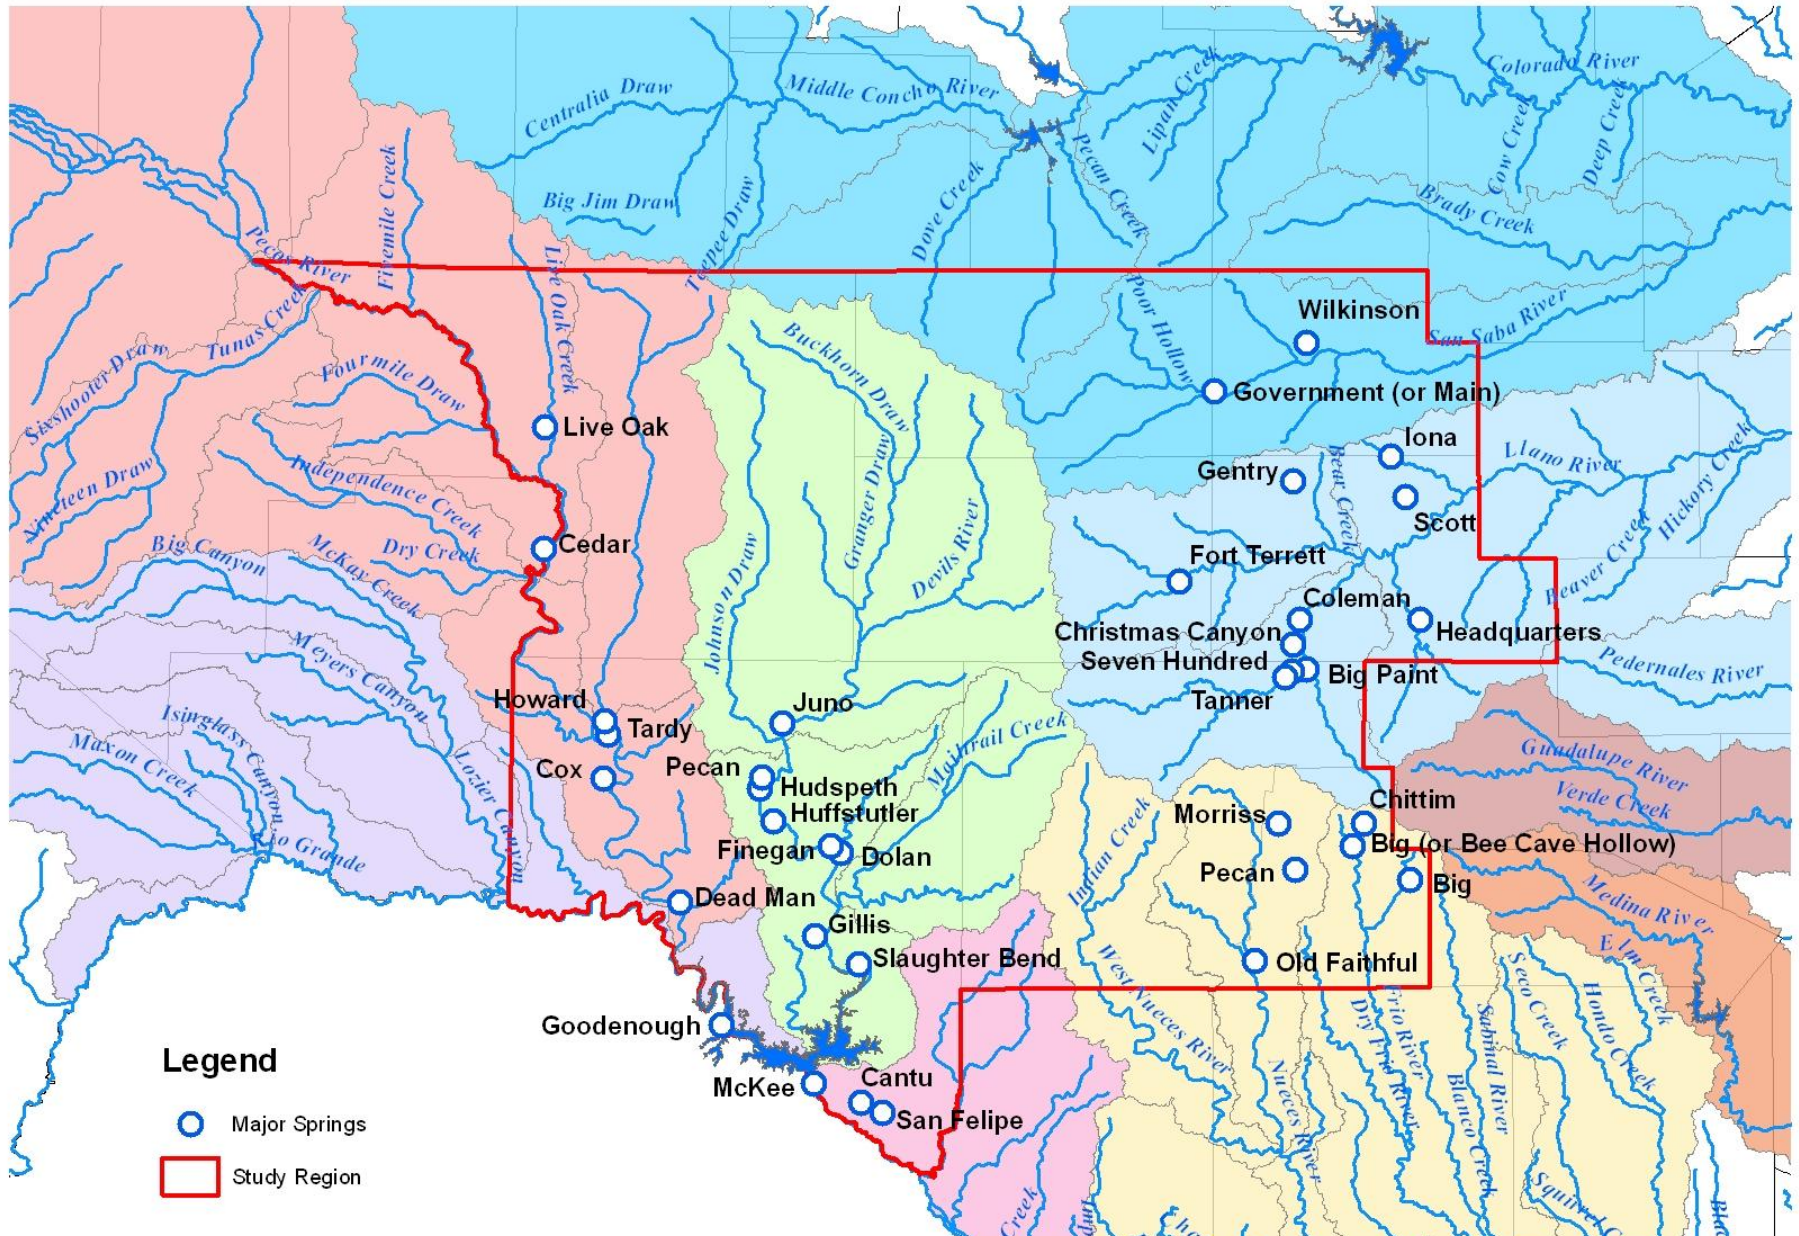 Colorado River
Centralia Draw
Middle Concho River
Lipan Creek
Cow Creek
Deep Creek
Fivemile Creek
Big Jim Draw
Teepee Draw
Dove Creek
Pecan Creek
Brady Creek
Pecos River
Live Oak Creek
Tunas Creek
Poor Hollow
Wilkinson
San Saba River
Sixshooter Draw
Fourmile Draw
Buckhorn Draw
Government (or Main)
Live Oak
Iona
Gentry
Bear Creek
Llano River
Hickory Creek
Nineteen Draw
Independence Creek
Granger Draw
Scott
Big Canyon
McKay Creek
Dry Creek
Cedar
Johnson Draw
Devils River
Fort Terrett
Beaver Creek
Coleman
Christmas Canyon
Headquarters
Seven Hundred
Big Paint
Pedernales River
Tanner
Meyers Canyon
Howard
Tardy
Juno
Isinglass Canyon
Maxon Creek
Lozier Canyon
Cox
Pecan
Hudspeth
Huffstutler
Mailtrail Creek
Guadalupe River
Verde Creek
Chittim
Morriss
Big (or Bee Cave Hollow)
Rio Grande
Finegan
Dolan
Indian Creek
Pecan
Big
Medina River
Dead Man
Gillis
Slaughter Bend
Old Faithful
Elm Creek
West Nueces River
Seco Creek
Hondo Creek
Goodenough
Frio River
Dry Frio River
Sabinal River
Nueces River
Blanco Creek
McKee
Cantu
San Felipe
Legend
Major Springs
Study Region
Creek
Squirrel C